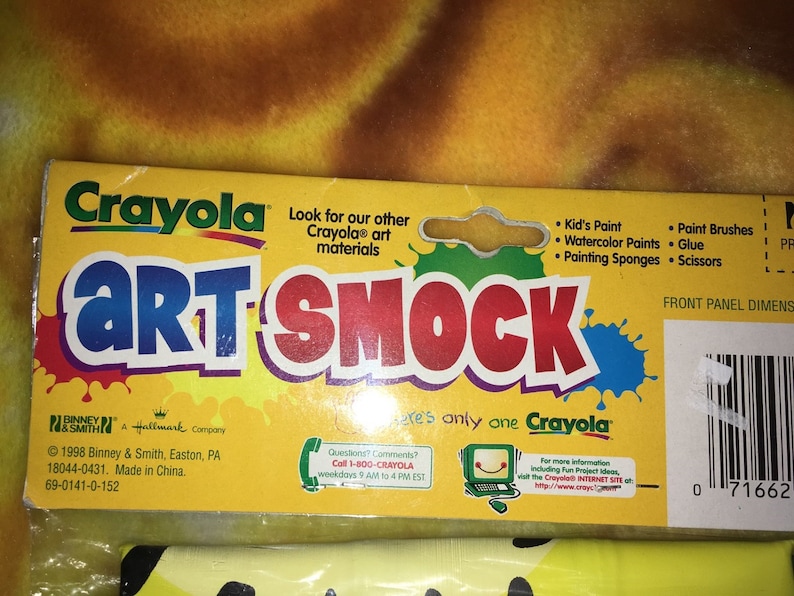 Crayola®
Look for our other
Crayola® art
materials
• Kid's Paint
• Watercolor Paints
• Painting Sponges
• Paint Brushes
• Glue
• Scissors
ART SMOCK
FRONT PANEL
only one Crayola®
BINNEY
& SMITH
A Hallmark Company
© 1998 Binney & Smith, Easton, PA
18044-0431. Made in China.
69-0141-0-152
Questions? Comments?
Call 1-800-CRAYOLA
weekdays 9 AM to 4 PM EST.
For more information
including Fun Project Ideas,
visit the Crayola® INTERNET SITE at:
0 71662